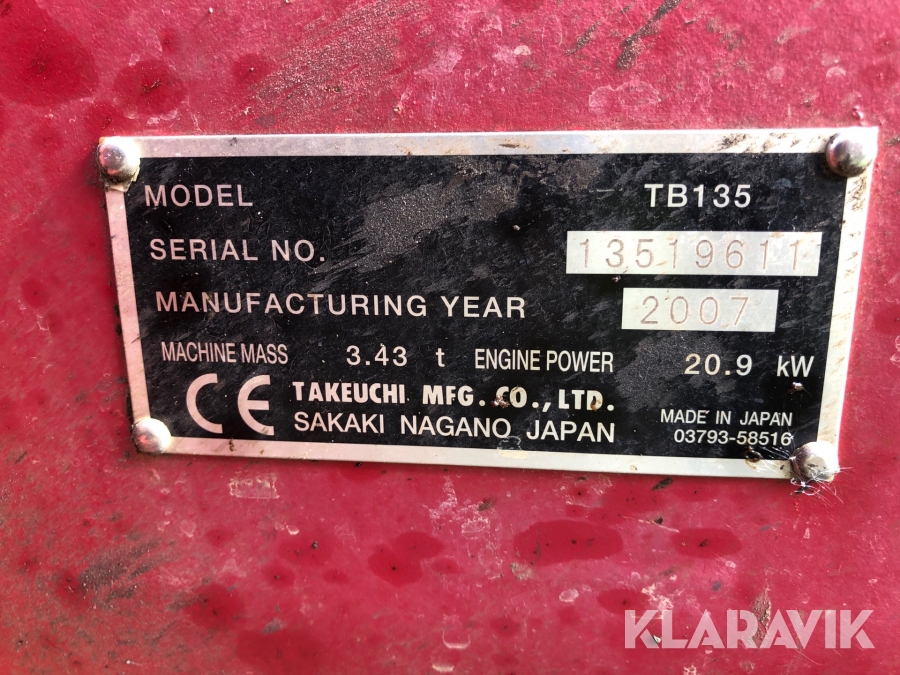 MODEL TB135
SERIAL NO. 13519611
MANUFACTURING YEAR 2007
MACHINE MASS 3.43 t ENGINE POWER 20.9 kW
CE TAKEUCHI MFG. CO., LTD.
SAKAKI NAGANO JAPAN
MADE IN JAPAN
03793-58516
KLARAVIK